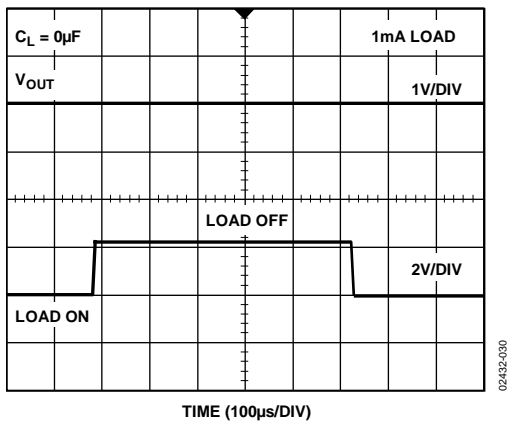 C_L = 0µF
1mA LOAD
V_OUT
1V/DIV
LOAD OFF
2V/DIV
LOAD ON
02432-030
TIME (100µs/DIV)